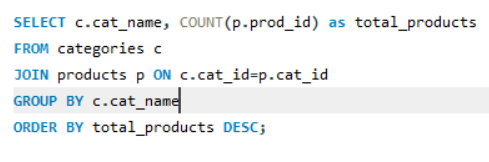 SELECT c.cat_name, COUNT(p.prod_id) as total_products
FROM categories c
JOIN products p ON c.cat_id=p.cat_id
GROUP BY c.cat_name
ORDER BY total_products DESC;